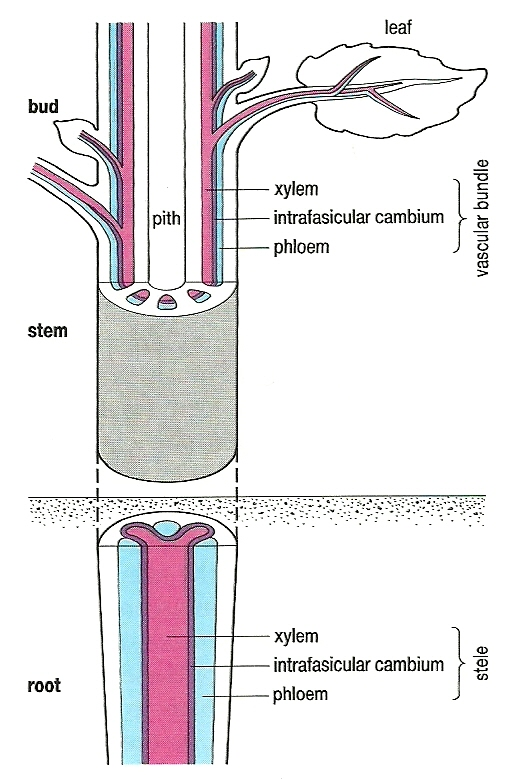 leaf
bud
xylem
intrafasicular cambium
phloem
vascular bundle
pith
stem
xylem
intrafasicular cambium
phloem
stele
root